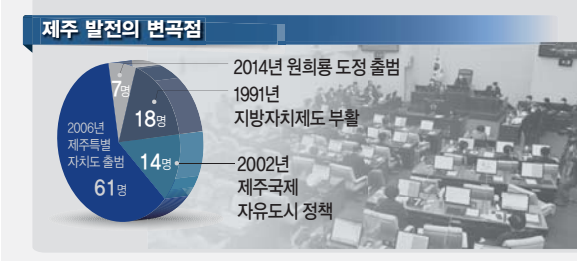 제주 발전의 변곡점
2014년 원희룡 도정 출범
7명
1991년
지방자치제도 부활
18명
2006년
제주특별
자치도 출범
61명
14명
2002년
제주국제
자유도시 정책